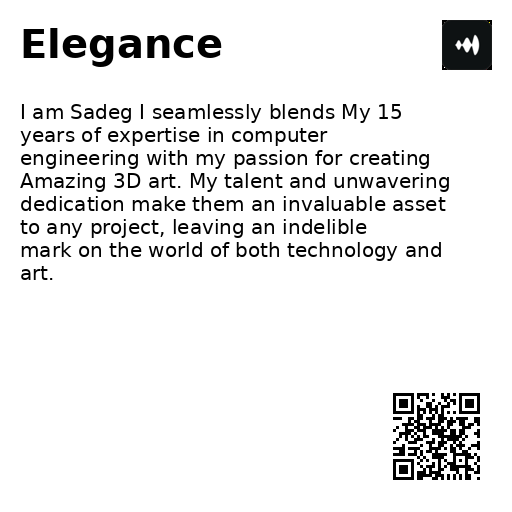 Elegance
I am Sadeg I seamlessly blends My 15
years of expertise in computer
engineering with my passion for creating
Amazing 3D art. My talent and unwavering
dedication make them an invaluable asset
to any project, leaving an indelible
mark on the world of both technology and
art.